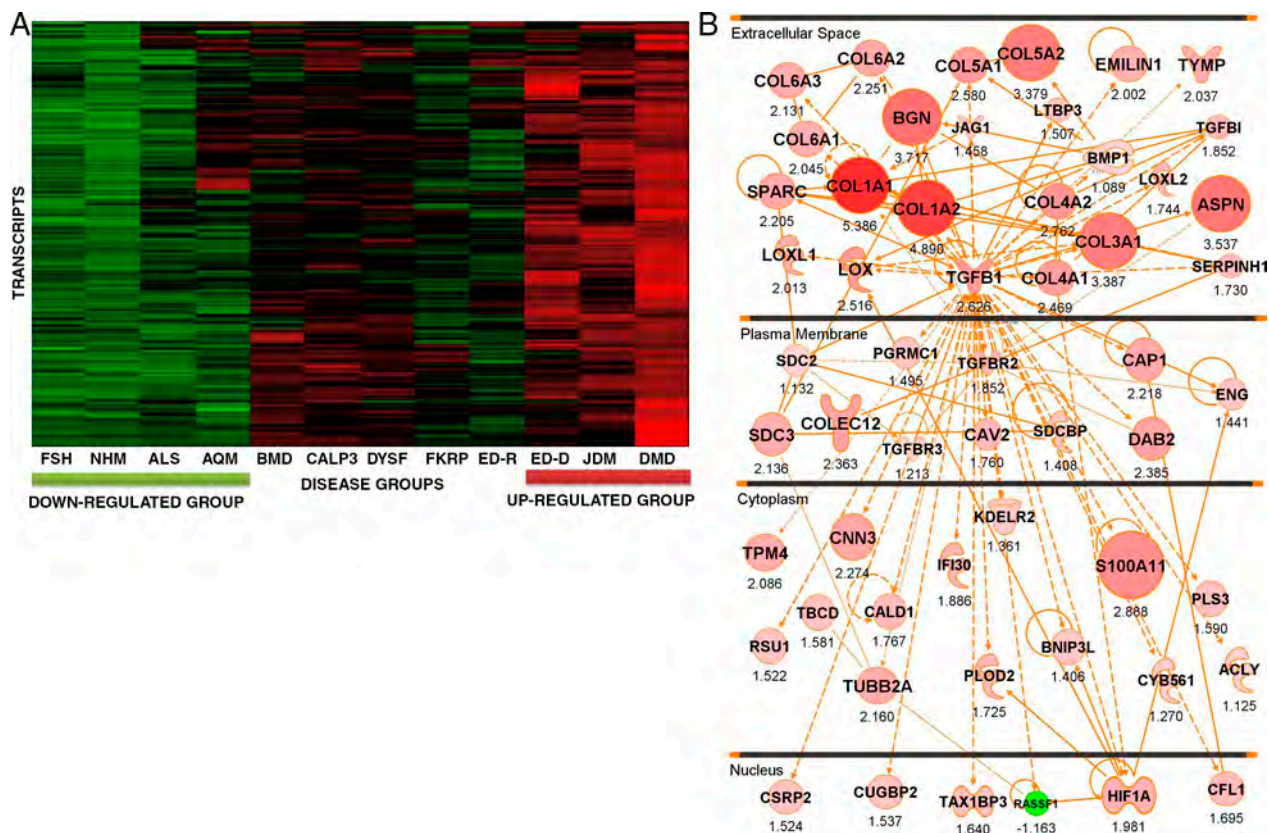 A
TRANSCRIPTS
FSH NHM ALS AQM BMD CALP3 DYSF FKRP ED-R ED-D JDM DMD
DOWN-REGULATED GROUP
DISEASE GROUPS
UP-REGULATED GROUP
B
Extracellular Space
COL6A3
2.131
COL6A2
2.251
COL5A1
2.580
COL5A2
3.379
EMILIN1
2.002
TYMP
2.037
COL6A1
2.045
BGN
3.717
JAG1
1.458
LTBP3
1.507
BMP1
1.089
TGFBI
1.852
SPARC
2.205
COL1A1
5.386
COL1A2
4.890
COL4A2
2.762
LOXL2
1.744
ASPN
3.537
LOXL1
2.013
LOX
2.516
TGFB1
2.626
COL4A1
2.469
COL3A1
3.387
SERPINH1
1.730
Plasma Membrane
SDC2
1.132
PGRMC1
1.495
TGFBR2
1.852
CAP1
2.218
ENG
1.441
SDC3
2.136
COLEC12
2.363
TGFBR3
1.213
CAV2
1.760
SDCBP
1.408
DAB2
2.385
Cytoplasm
TPM4
2.086
CNN3
2.274
IFI30
1.886
KDELR2
1.361
S100A11
2.868
PLS3
1.590
RSU1
1.522
TBCD
1.581
CALD1
1.767
BNIP3L
1.406
TUBB2A
2.160
PLOD2
1.725
CYB561
1.270
ACLY
1.125
Nucleus
CSRP2
1.524
CUGBP2
1.537
TAX1BP3
1.640
RASSF1
-1.163
HIF1A
1.981
CFL1
1.695